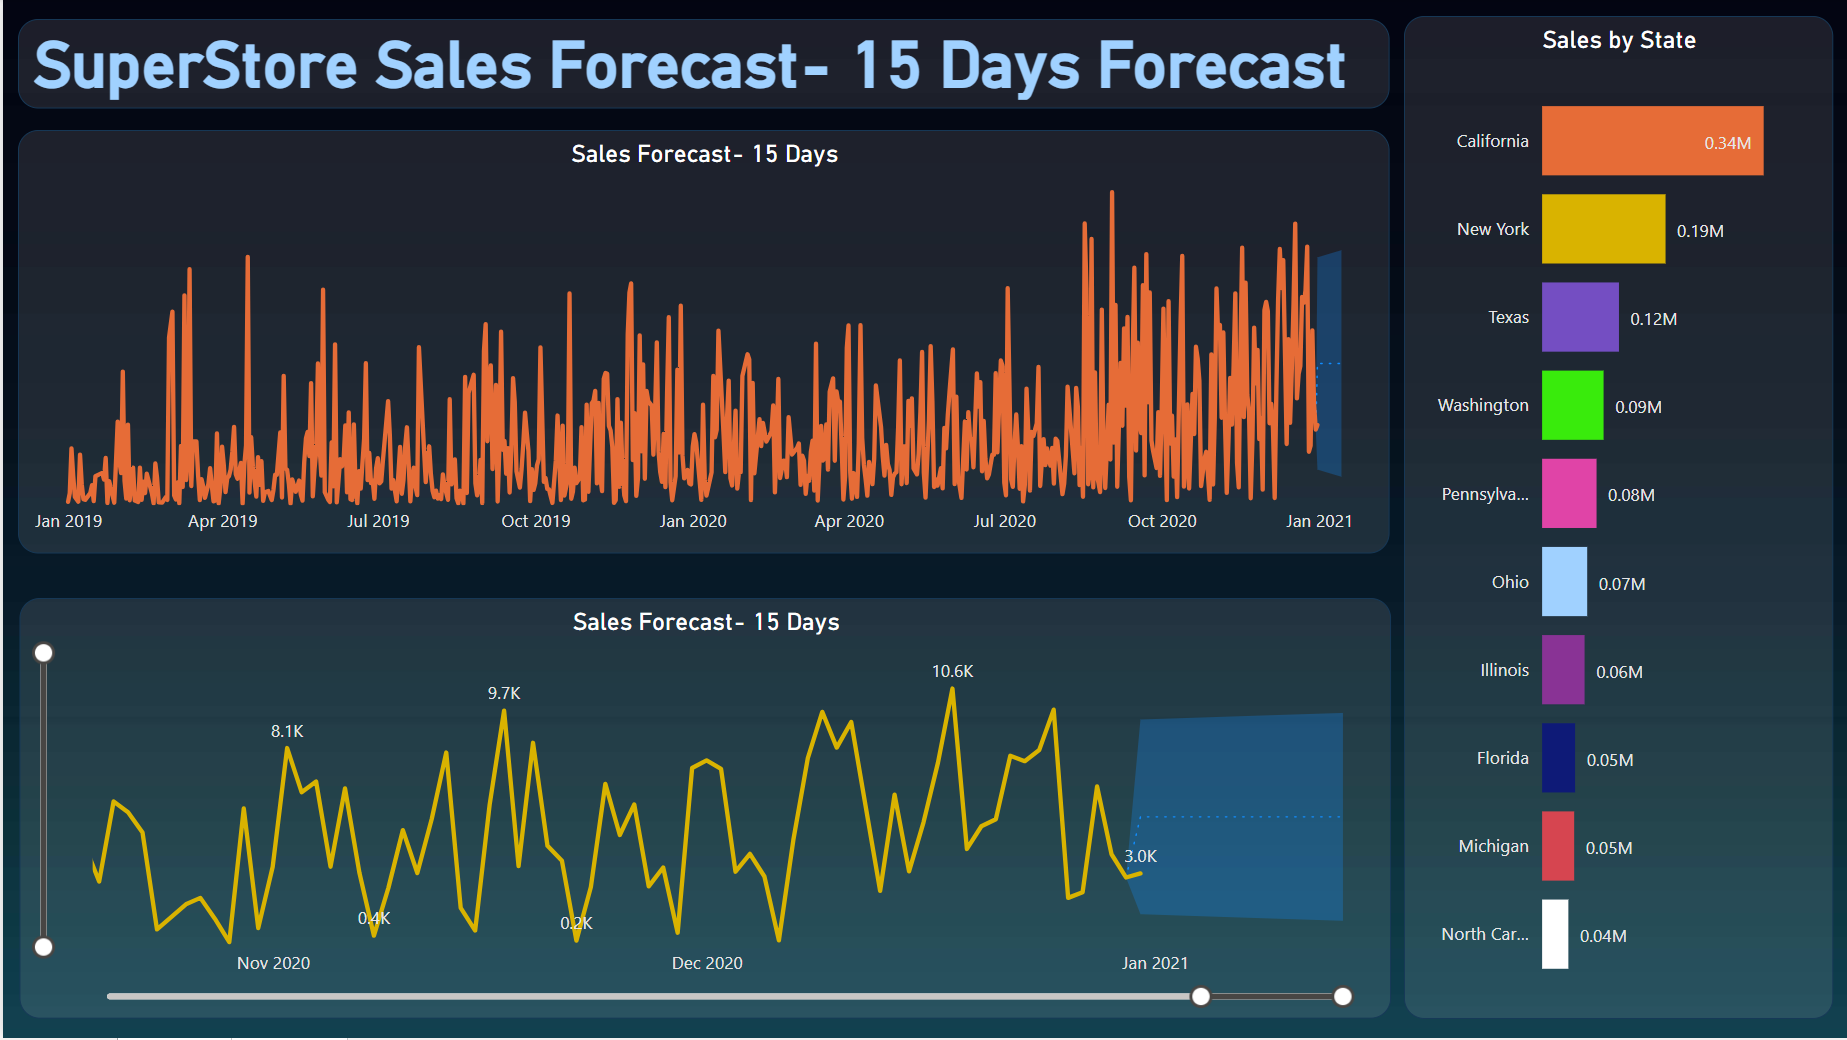 SuperStore Sales Forecast- 15 Days Forecast
Sales Forecast- 15 Days
Jan 2019
Apr 2019
Jul 2019
Oct 2019
Jan 2020
Apr 2020
Jul 2020
Oct 2020
Jan 2021
Sales Forecast- 15 Days
8.1K
0.4K
9.7K
0.2K
10.6K
3.0K
Nov 2020
Dec 2020
Jan 2021
Sales by State
California 0.34M
New York 0.19M
Texas 0.12M
Washington 0.09M
Pennsylva... 0.08M
Ohio 0.07M
Illinois 0.06M
Florida 0.05M
Michigan 0.05M
North Car... 0.04M